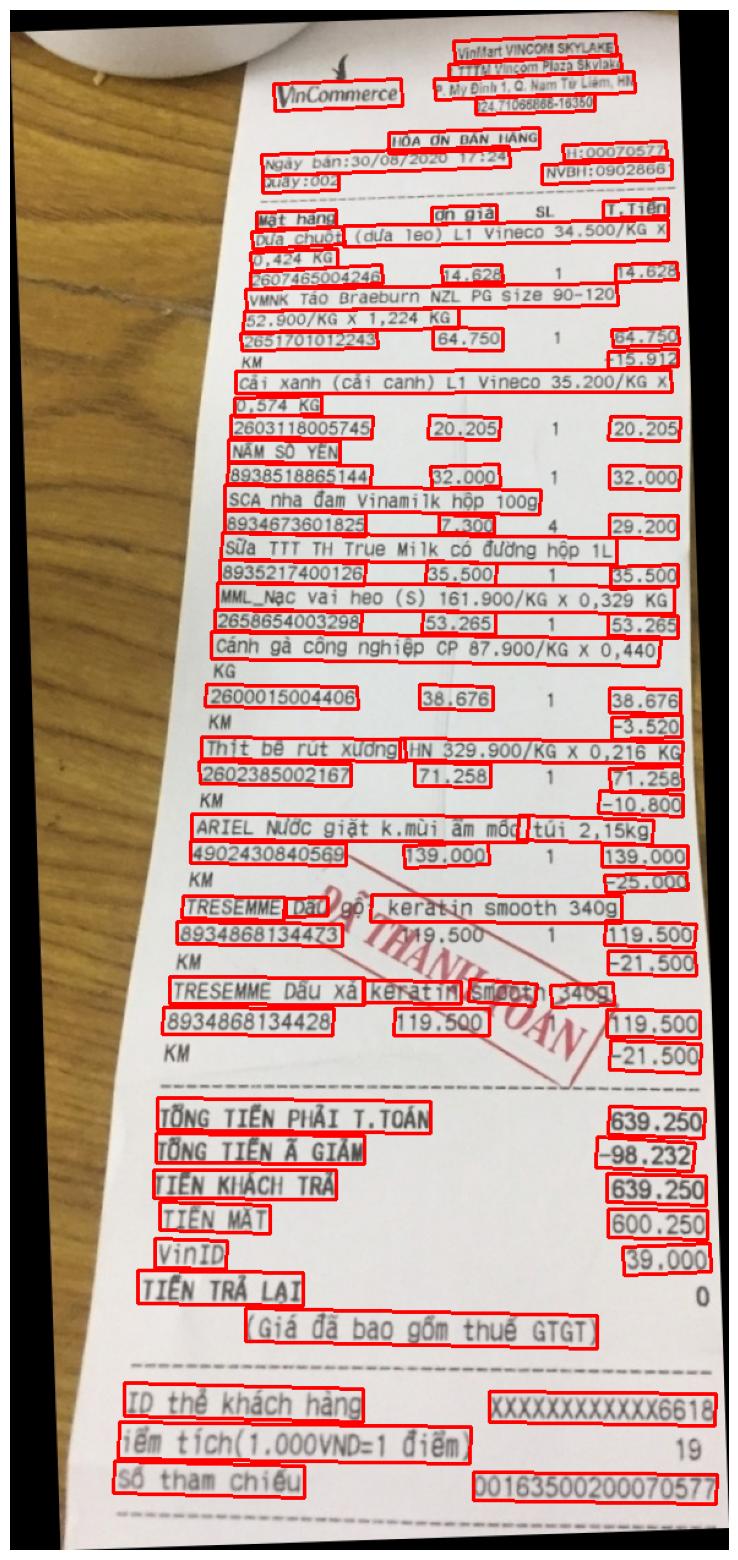 VinCommerce
VinMart VINCOM SKYLAKE
TTTM Vincom Plaza Skylake
P. Mỹ Đình 1, Q. Nam Từ Liêm, HN
024.71066866-16350
HÓA ƠN BÁN HÀNG
Ngày bán:30/08/2020 17:24 H:00070577
Quầy:002 NVBH:0902866
Mặt hàng ơn giá SL T.Tiền
Dưa chuột (dưa leo) L1 Vineco 34.500/KG X
0,424 KG
2607465004246 14.628 1 14.628
VMNK Táo Braeburn NZL PG Size 90-120
52.900/KG X 1,224 KG
2651701012243 64.750 1 64.750
KM -15.912
Cải xanh (cải canh) L1 Vineco 35.200/KG X
0,574 KG
2603118005745 20.205 1 20.205
NẤM SÒ YẾN
8938518865144 32.000 1 32.000
SCA nha đam Vinamilk hộp 100g
8934673601825 7.300 4 29.200
Sữa TTT TH True Milk có đường hộp 1L
8935217400126 35.500 1 35.500
MML_Nạc vai heo (S) 161.900/KG X 0,329 KG
2658654003298 53.265 1 53.265
Cánh gà công nghiệp CP 87.900/KG X 0,440
KG
2600015004406 38.676 1 38.676
KM -3.520
Thịt bê rút xương HN 329.900/KG X 0,216 KG
2602385002167 71.258 1 71.258
KM -10.800
ARIEL Nước giặt k.mùi ẩm mốc túi 2,15kg
4902430840569 139.000 1 139.000
KM -25.000
TRESEMME Dầu gội keratin smooth 340g
8934868134473 119.500 1 119.500
KM -21.500
TRESEMME Dầu xả keratin smooth 340g
8934868134428 119.500 1 119.500
KM -21.500
ĐÃ THANH TOÁN
TỔNG TIỀN PHẢI T.TOÁN 639.250
TỔNG TIỀN Ã GIẢM -98.232
TIỀN KHÁCH TRẢ 639.250
TIỀN MẶT 600.250
VinID 39.000
TIỀN TRẢ LẠI 0
(Giá đã bao gồm thuế GTGT)
ID thẻ khách hàng XXXXXXXXXXXX6618
iểm tích(1.000VND=1 điểm) 19
Số tham chiếu 00163500200070577